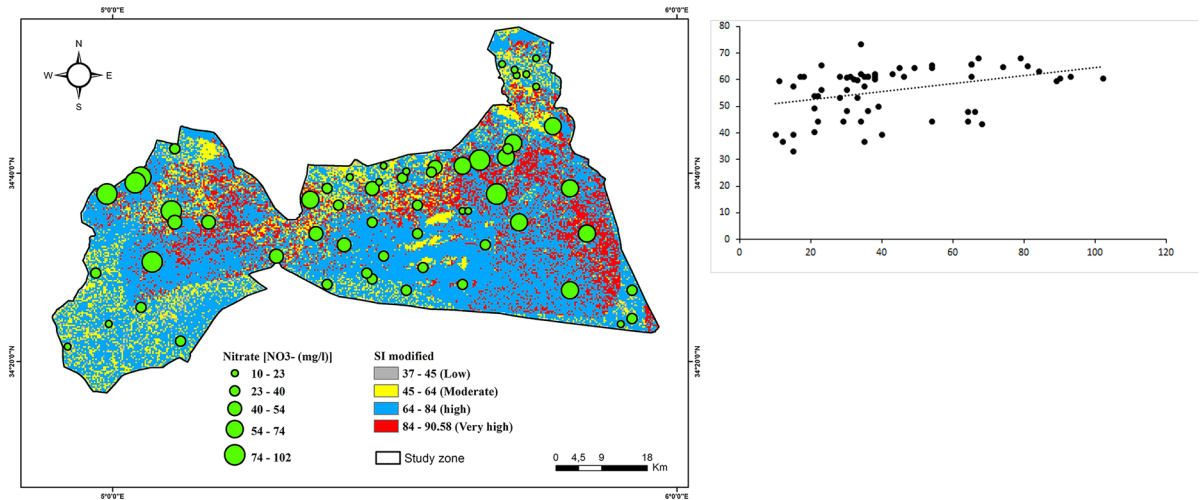 5°0'0"E 6°0'0"E
N
W E
S
34°40'0"N 34°40'0"N
34°20'0"N 34°20'0"N
Nitrate [NO3- (mg/l)] SI modified
10 - 23 37 - 45 (Low)
23 - 40 45 - 64 (Moderate)
40 - 54 64 - 84 (high)
54 - 74 84 - 90.58 (Very high)
74 - 102 Study zone
0 4,5 9 18
Km
5°0'0"E 6°0'0"E
80
70
60
50
40
30
20
10
0
0 20 40 60 80 100 120